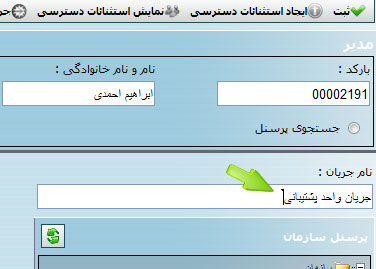 ثبت ایجاد استثنائات دسترسی نمایش استثنائات دسترسی
مدیر
بارکد : نام و نام خانوادگی :
00002191 ابراهیم احمدی
جستجوی پرسنل
نام جریان :
جریان واحد پشتیبانی
پرسنل سازمان
سازمان